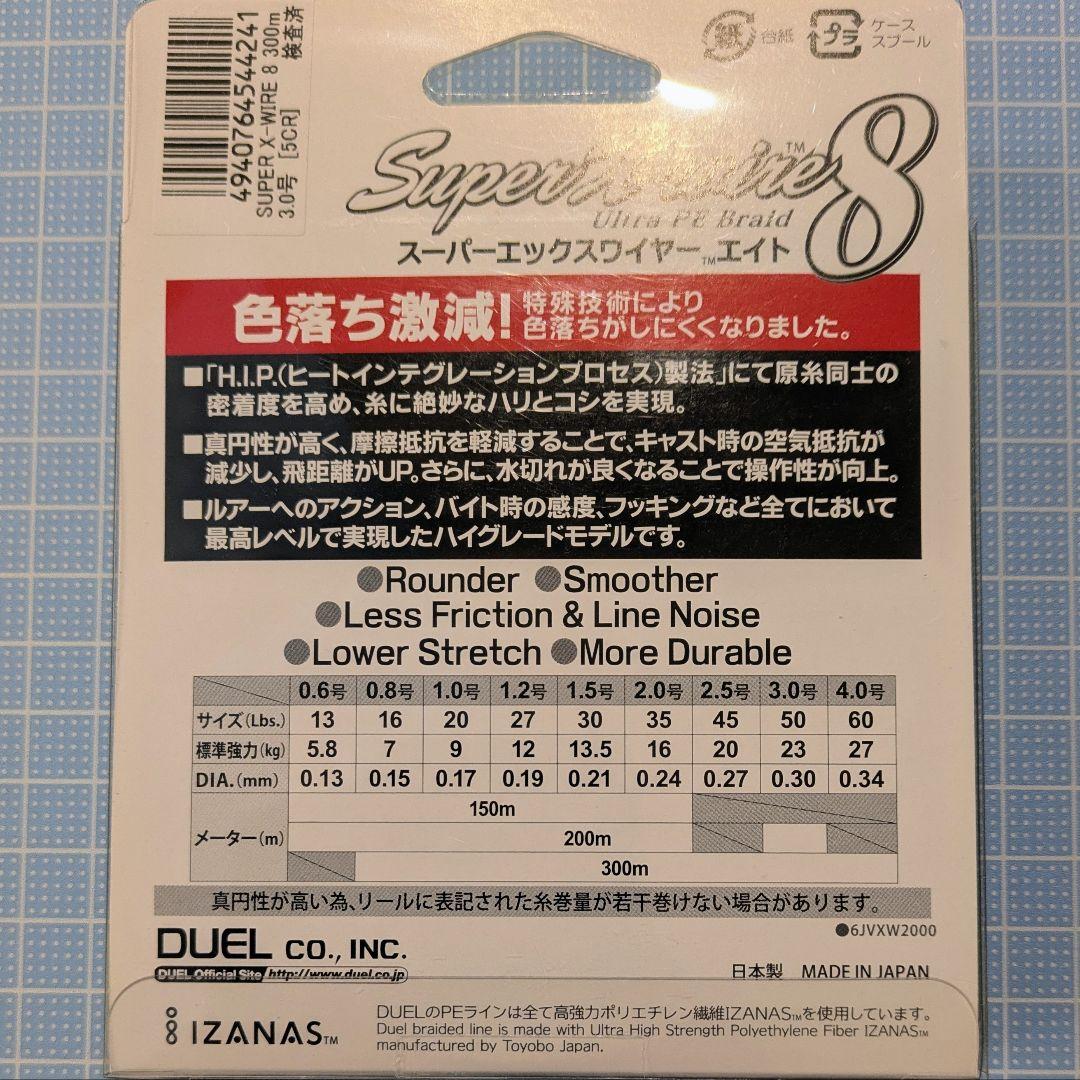 4940764544241
SUPER X-WIRE 8 300m
3.0号 [5CR] 検査済
紙 台紙
プラ ケース
スプール
Super X-wire™ 8
Ultra PE Braid
スーパーエックスワイヤー™エイト
色落ち激減! 特殊技術により
色落ちがしにくくなりました。
■「H.I.P.(ヒートインテグレーションプロセス)製法」にて原糸同士の
密着度を高め、糸に絶妙なハリとコシを実現。
■真円性が高く、摩擦抵抗を軽減することで、キャスト時の空気抵抗が
減少し、飛距離がUP。さらに、水切れが良くなることで操作性が向上。
■ルアーへのアクション、バイト時の感度、フッキングなど全てにおいて
最高レベルで実現したハイグレードモデルです。
●Rounder ●Smoother
●Less Friction & Line Noise
●Lower Stretch ●More Durable
0.6号 0.8号 1.0号 1.2号 1.5号 2.0号 2.5号 3.0号 4.0号
サイズ(Lbs.) 13 16 20 27 30 35 45 50 60
標準強力(kg) 5.8 7 9 12 13.5 16 20 23 27
DIA.(mm) 0.13 0.15 0.17 0.19 0.21 0.24 0.27 0.30 0.34
150m
メーター(m) 200m
300m
真円性が高い為、リールに表記された糸巻量が若干巻けない場合があります。
●6JVXW2000
DUEL CO., INC.
DUEL Official Site http://www.duel.co.jp
日本製 MADE IN JAPAN
IZANAS™
DUELのPEラインは全て高強力ポリエチレン繊維IZANAS™を使用しています。
Duel braided line is made with Ultra High Strength Polyethylene Fiber IZANAS™
manufactured by Toyobo Japan.